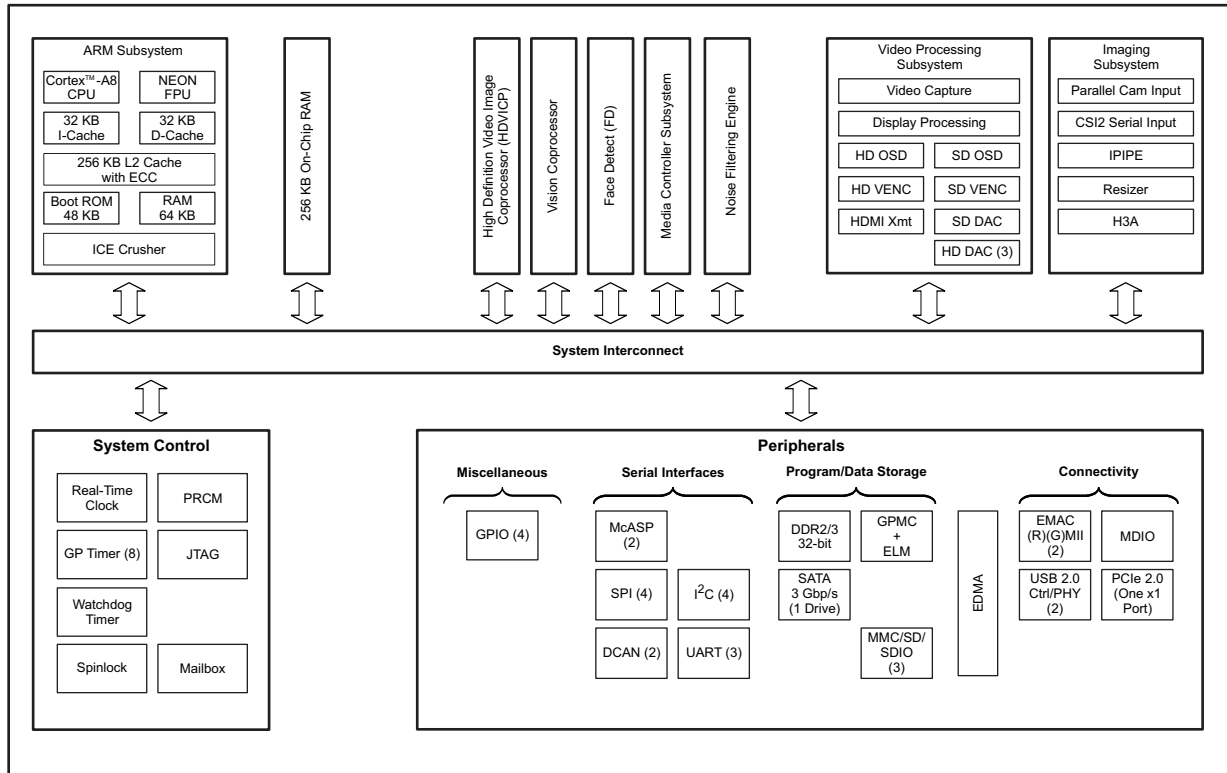 ARM Subsystem
Cortex™-A8
CPU
NEON
FPU
32 KB
I-Cache
32 KB
D-Cache
256 KB L2 Cache
with ECC
Boot ROM
48 KB
RAM
64 KB
ICE Crusher
256 KB On-Chip RAM
High Definition Video Image
Coprocessor (HDVICP)
Vision Coprocessor
Face Detect (FD)
Media Controller Subsystem
Noise Filtering Engine
Video Processing
Subsystem
Video Capture
Display Processing
HD OSD
SD OSD
HD VENC
SD VENC
HDMI Xmt
SD DAC
HD DAC (3)
Imaging
Subsystem
Parallel Cam Input
CSI2 Serial Input
IPIPE
Resizer
H3A
System Interconnect
System Control
Real-Time
Clock
PRCM
GP Timer (8)
JTAG
Watchdog
Timer
Spinlock
Mailbox
Peripherals
Miscellaneous
GPIO (4)
Serial Interfaces
McASP
(2)
SPI (4)
I²C (4)
DCAN (2)
UART (3)
Program/Data Storage
DDR2/3
32-bit
GPMC
+
ELM
SATA
3 Gbp/s
(1 Drive)
MMC/SD/
SDIO
(3)
EDMA
Connectivity
EMAC
(R)(G)MII
(2)
MDIO
USB 2.0
Ctrl/PHY
(2)
PCIe 2.0
(One x1
Port)